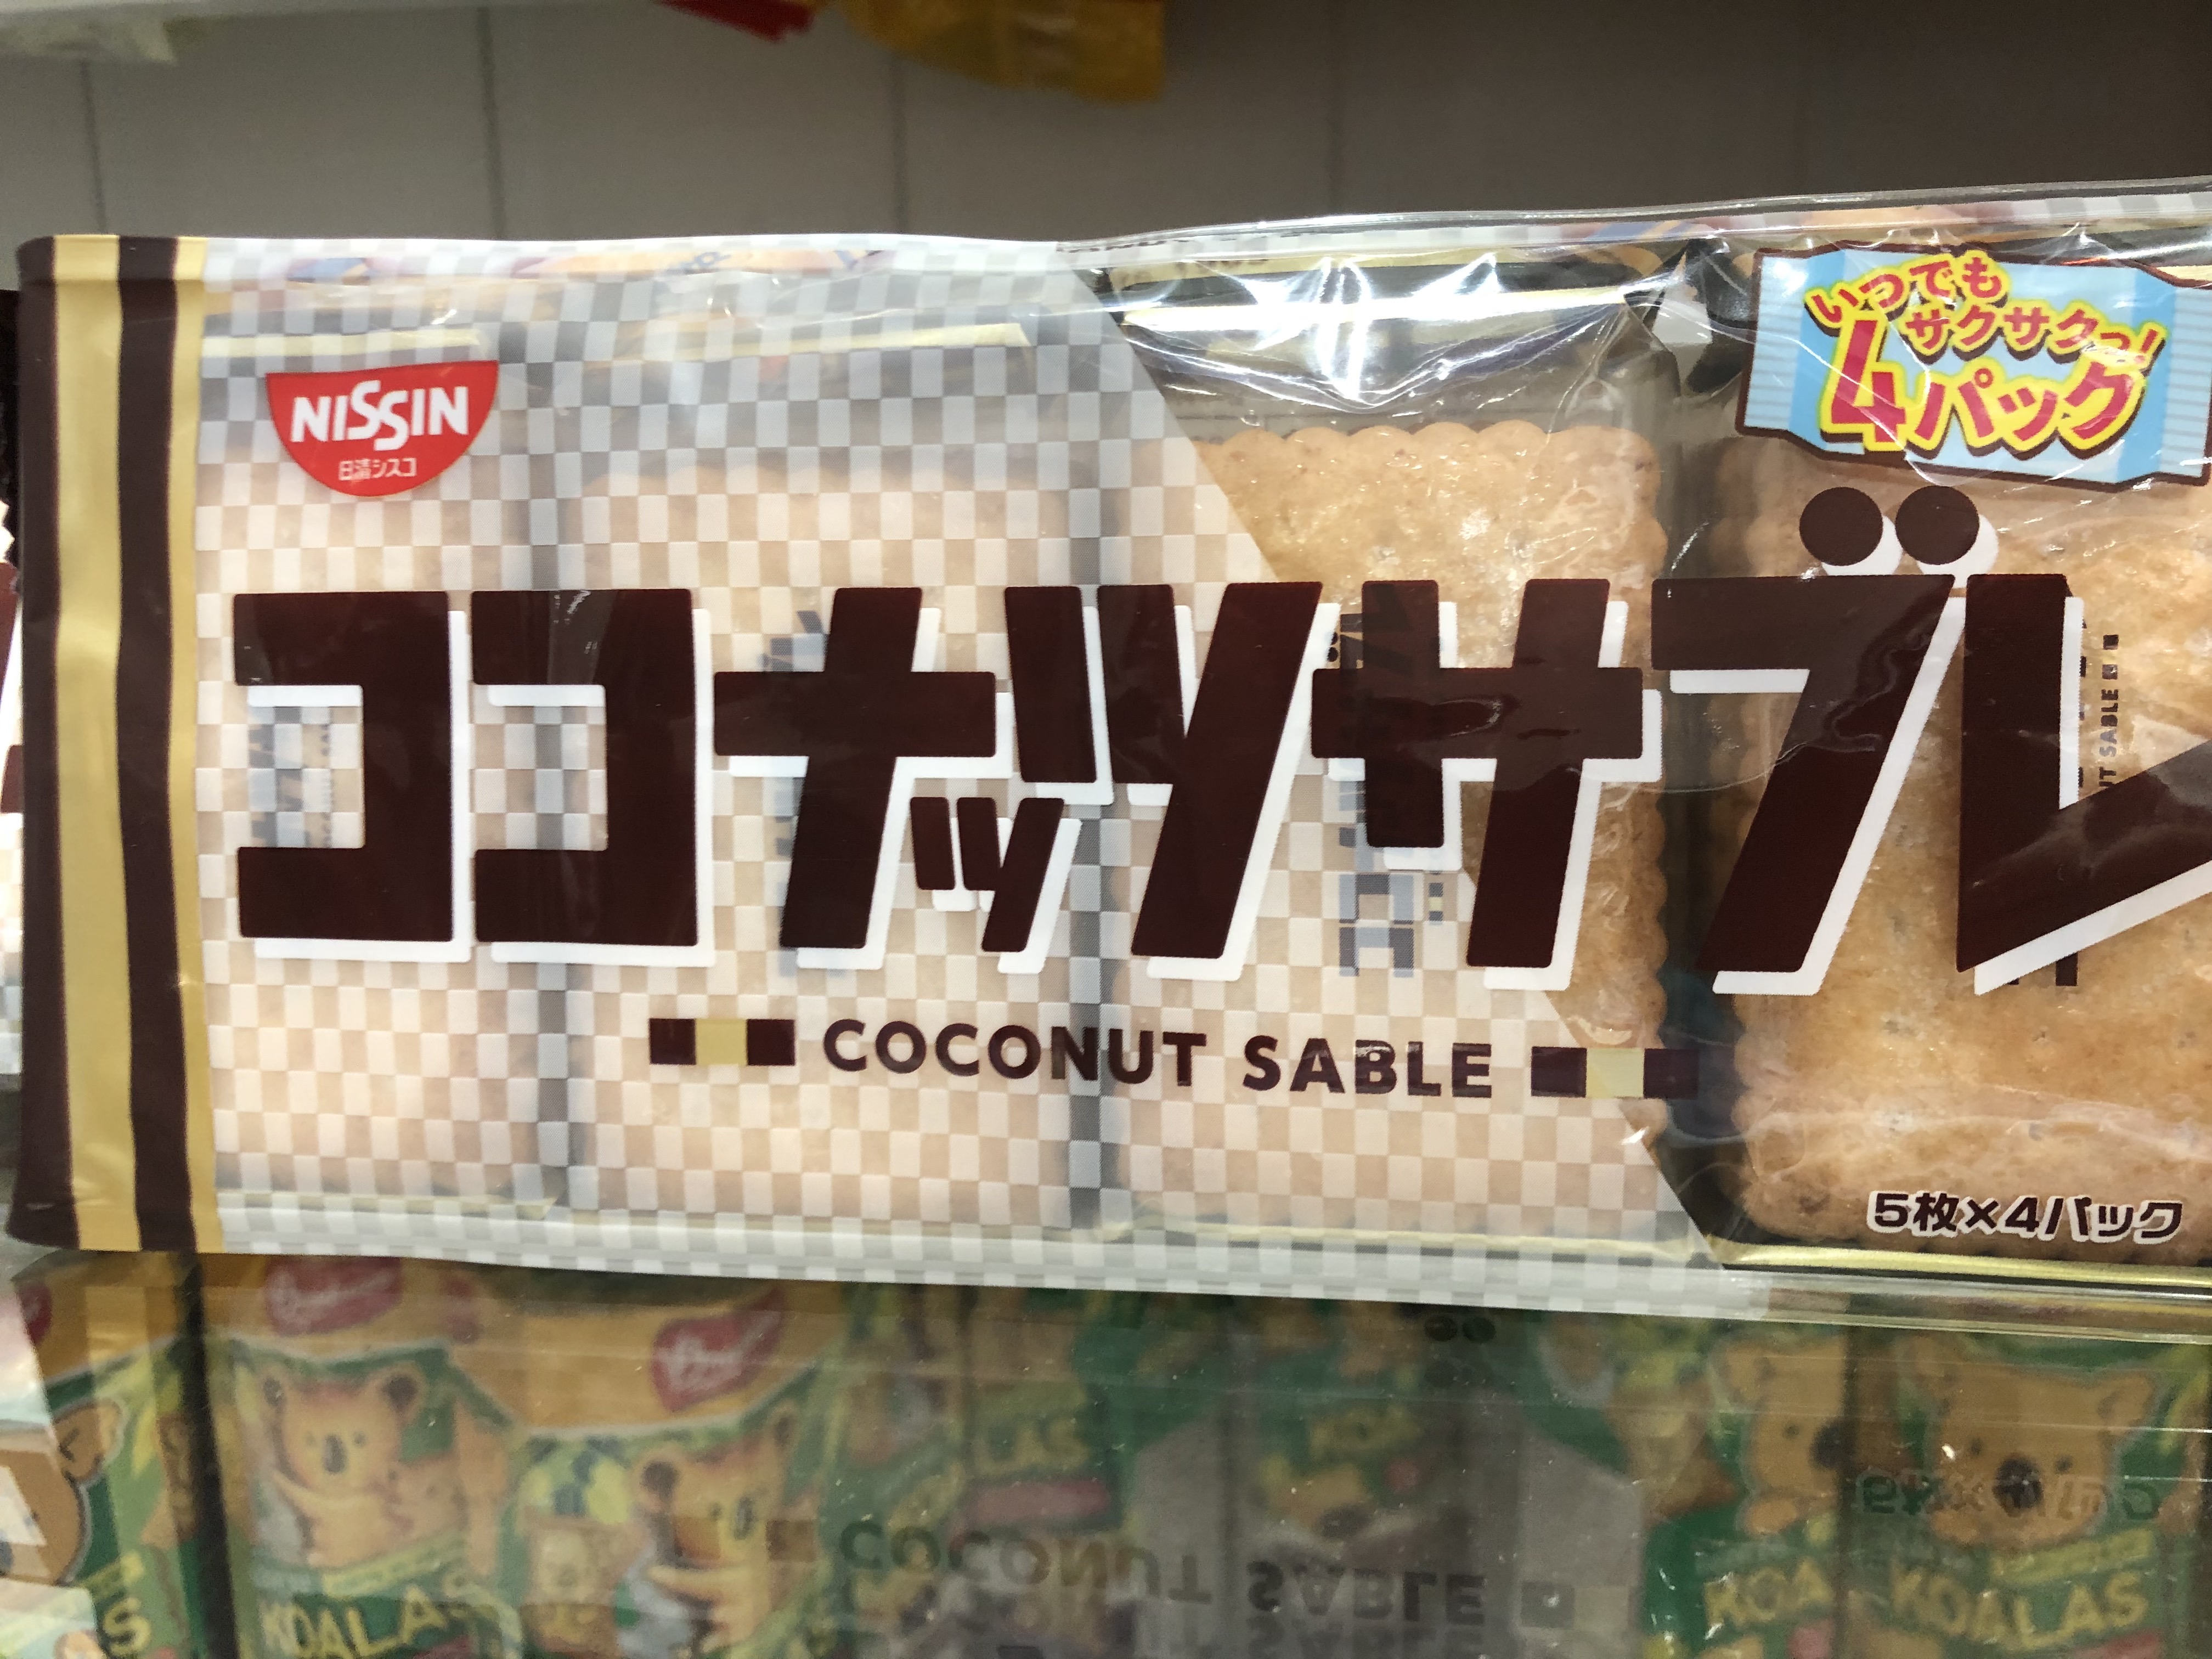 いつでも
サクサクっ!
4パック
NISSIN
日清シスコ
ココナッツサブレ
COCONUT SABLE
5枚×4パック
KOALAS
KOALAS